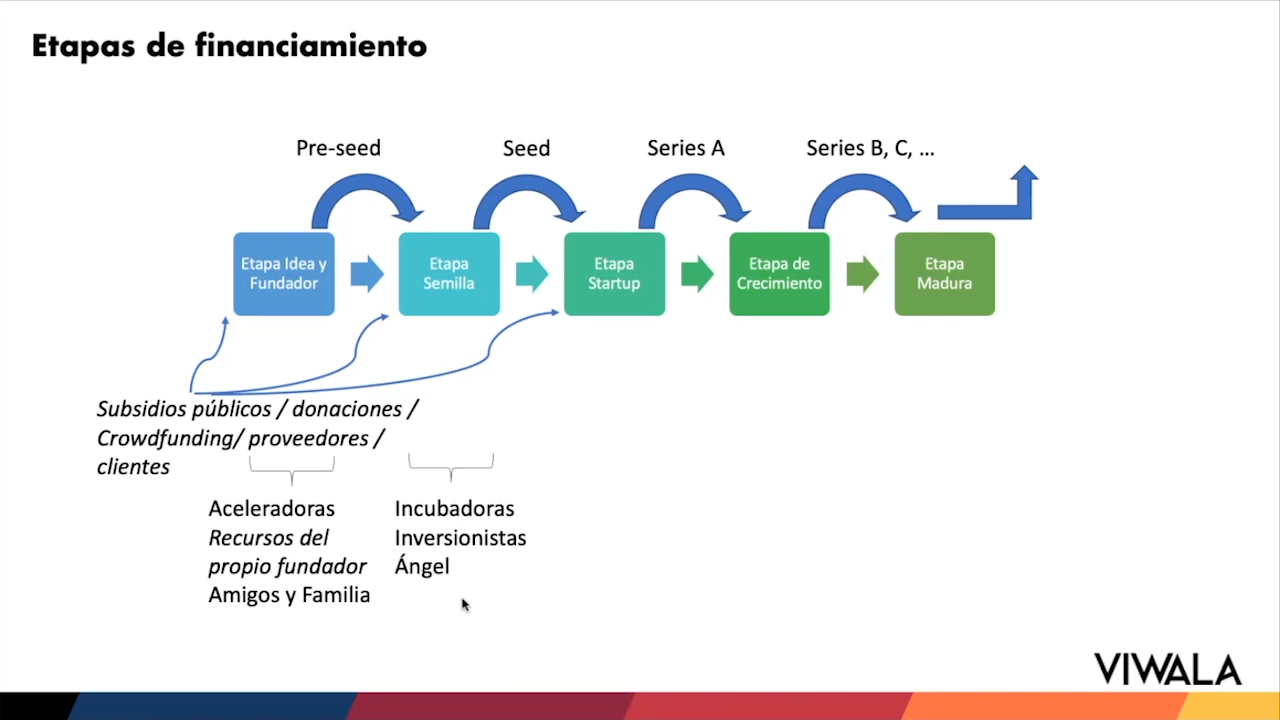 Etapas de financiamiento
Pre-seed
Seed
Series A
Series B, C, ...
Etapa Idea y
Fundador
Etapa
Semilla
Etapa
Startup
Etapa de
Crecimiento
Etapa
Madura
Subsidios públicos / donaciones /
Crowdfunding/ proveedores /
clientes
Aceleradoras
Recursos del
propio fundador
Amigos y Familia
Incubadoras
Inversionistas
Ángel
VIWALA